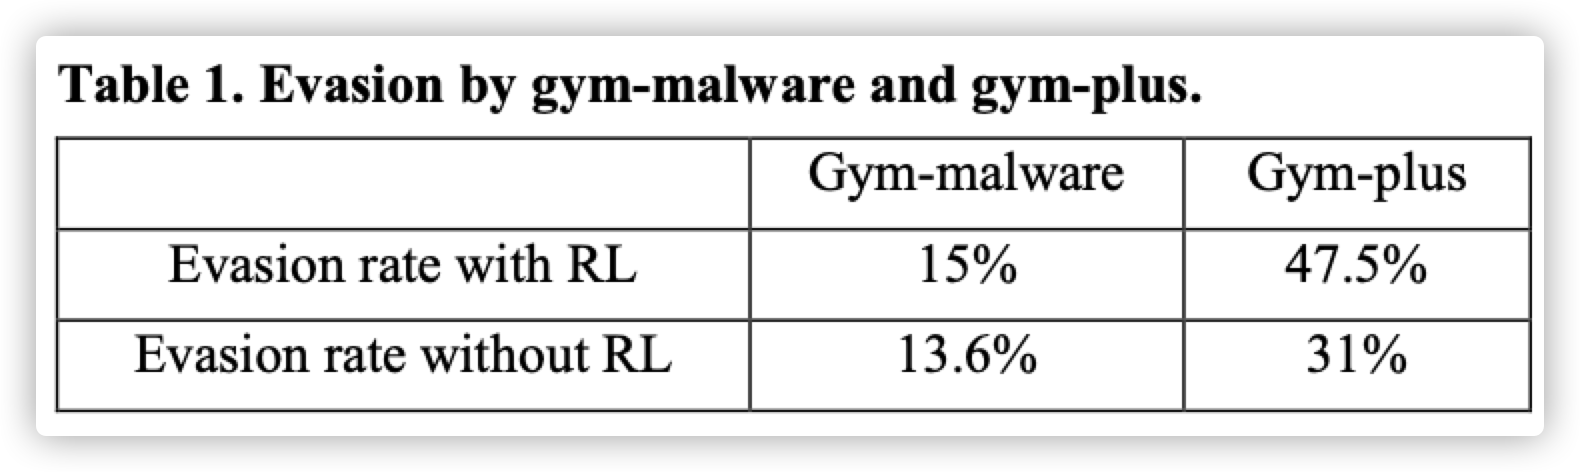 Table 1. Evasion by gym-malware and gym-plus.
Gym-malware Gym-plus
Evasion rate with RL 15% 47.5%
Evasion rate without RL 13.6% 31%